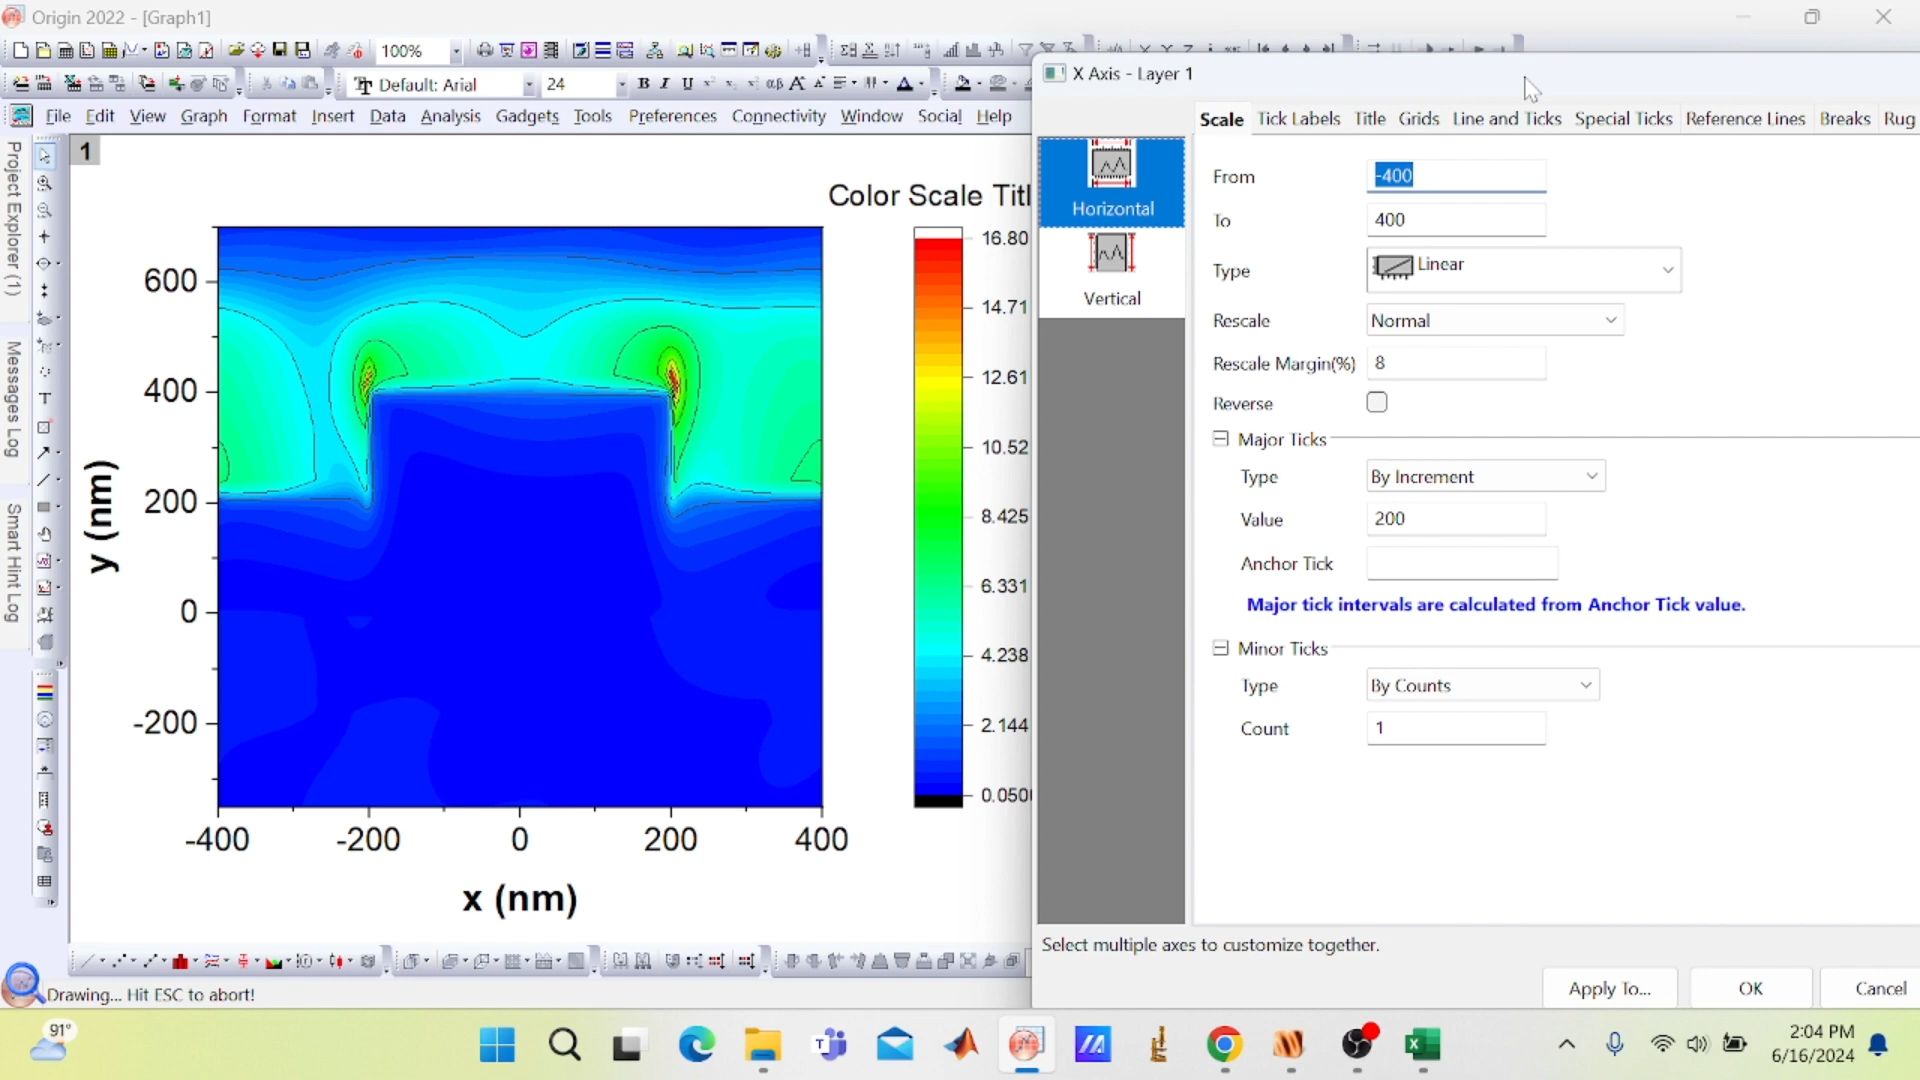 Origin 2022 - [Graph1]
100%
Default: Arial
24
B I U
αβ A A
A
File Edit View Graph Format Insert Data Analysis Gadgets Tools Preferences Connectivity Window Social Help
Project Explorer (1)
Messages Log
Smart Hint Log
T
1
Color Scale Titl
600
400
200
0
-200
y (nm)
-400
-200
0
200
400
x (nm)
16.80
14.71
12.61
10.52
8.425
6.331
4.238
2.144
0.0500
X Axis - Layer 1
Horizontal
Vertical
Scale Tick Labels Title Grids Line and Ticks Special Ticks Reference Lines Breaks Rug
From -400
To 400
Type Linear
Rescale Normal
Rescale Margin(%) 8
Reverse
Major Ticks
Type By Increment
Value 200
Anchor Tick
Major tick intervals are calculated from Anchor Tick value.
Minor Ticks
Type By Counts
Count 1
Select multiple axes to customize together.
Apply To... OK Cancel
Drawing... Hit ESC to abort!
91°
2:04 PM
6/16/2024